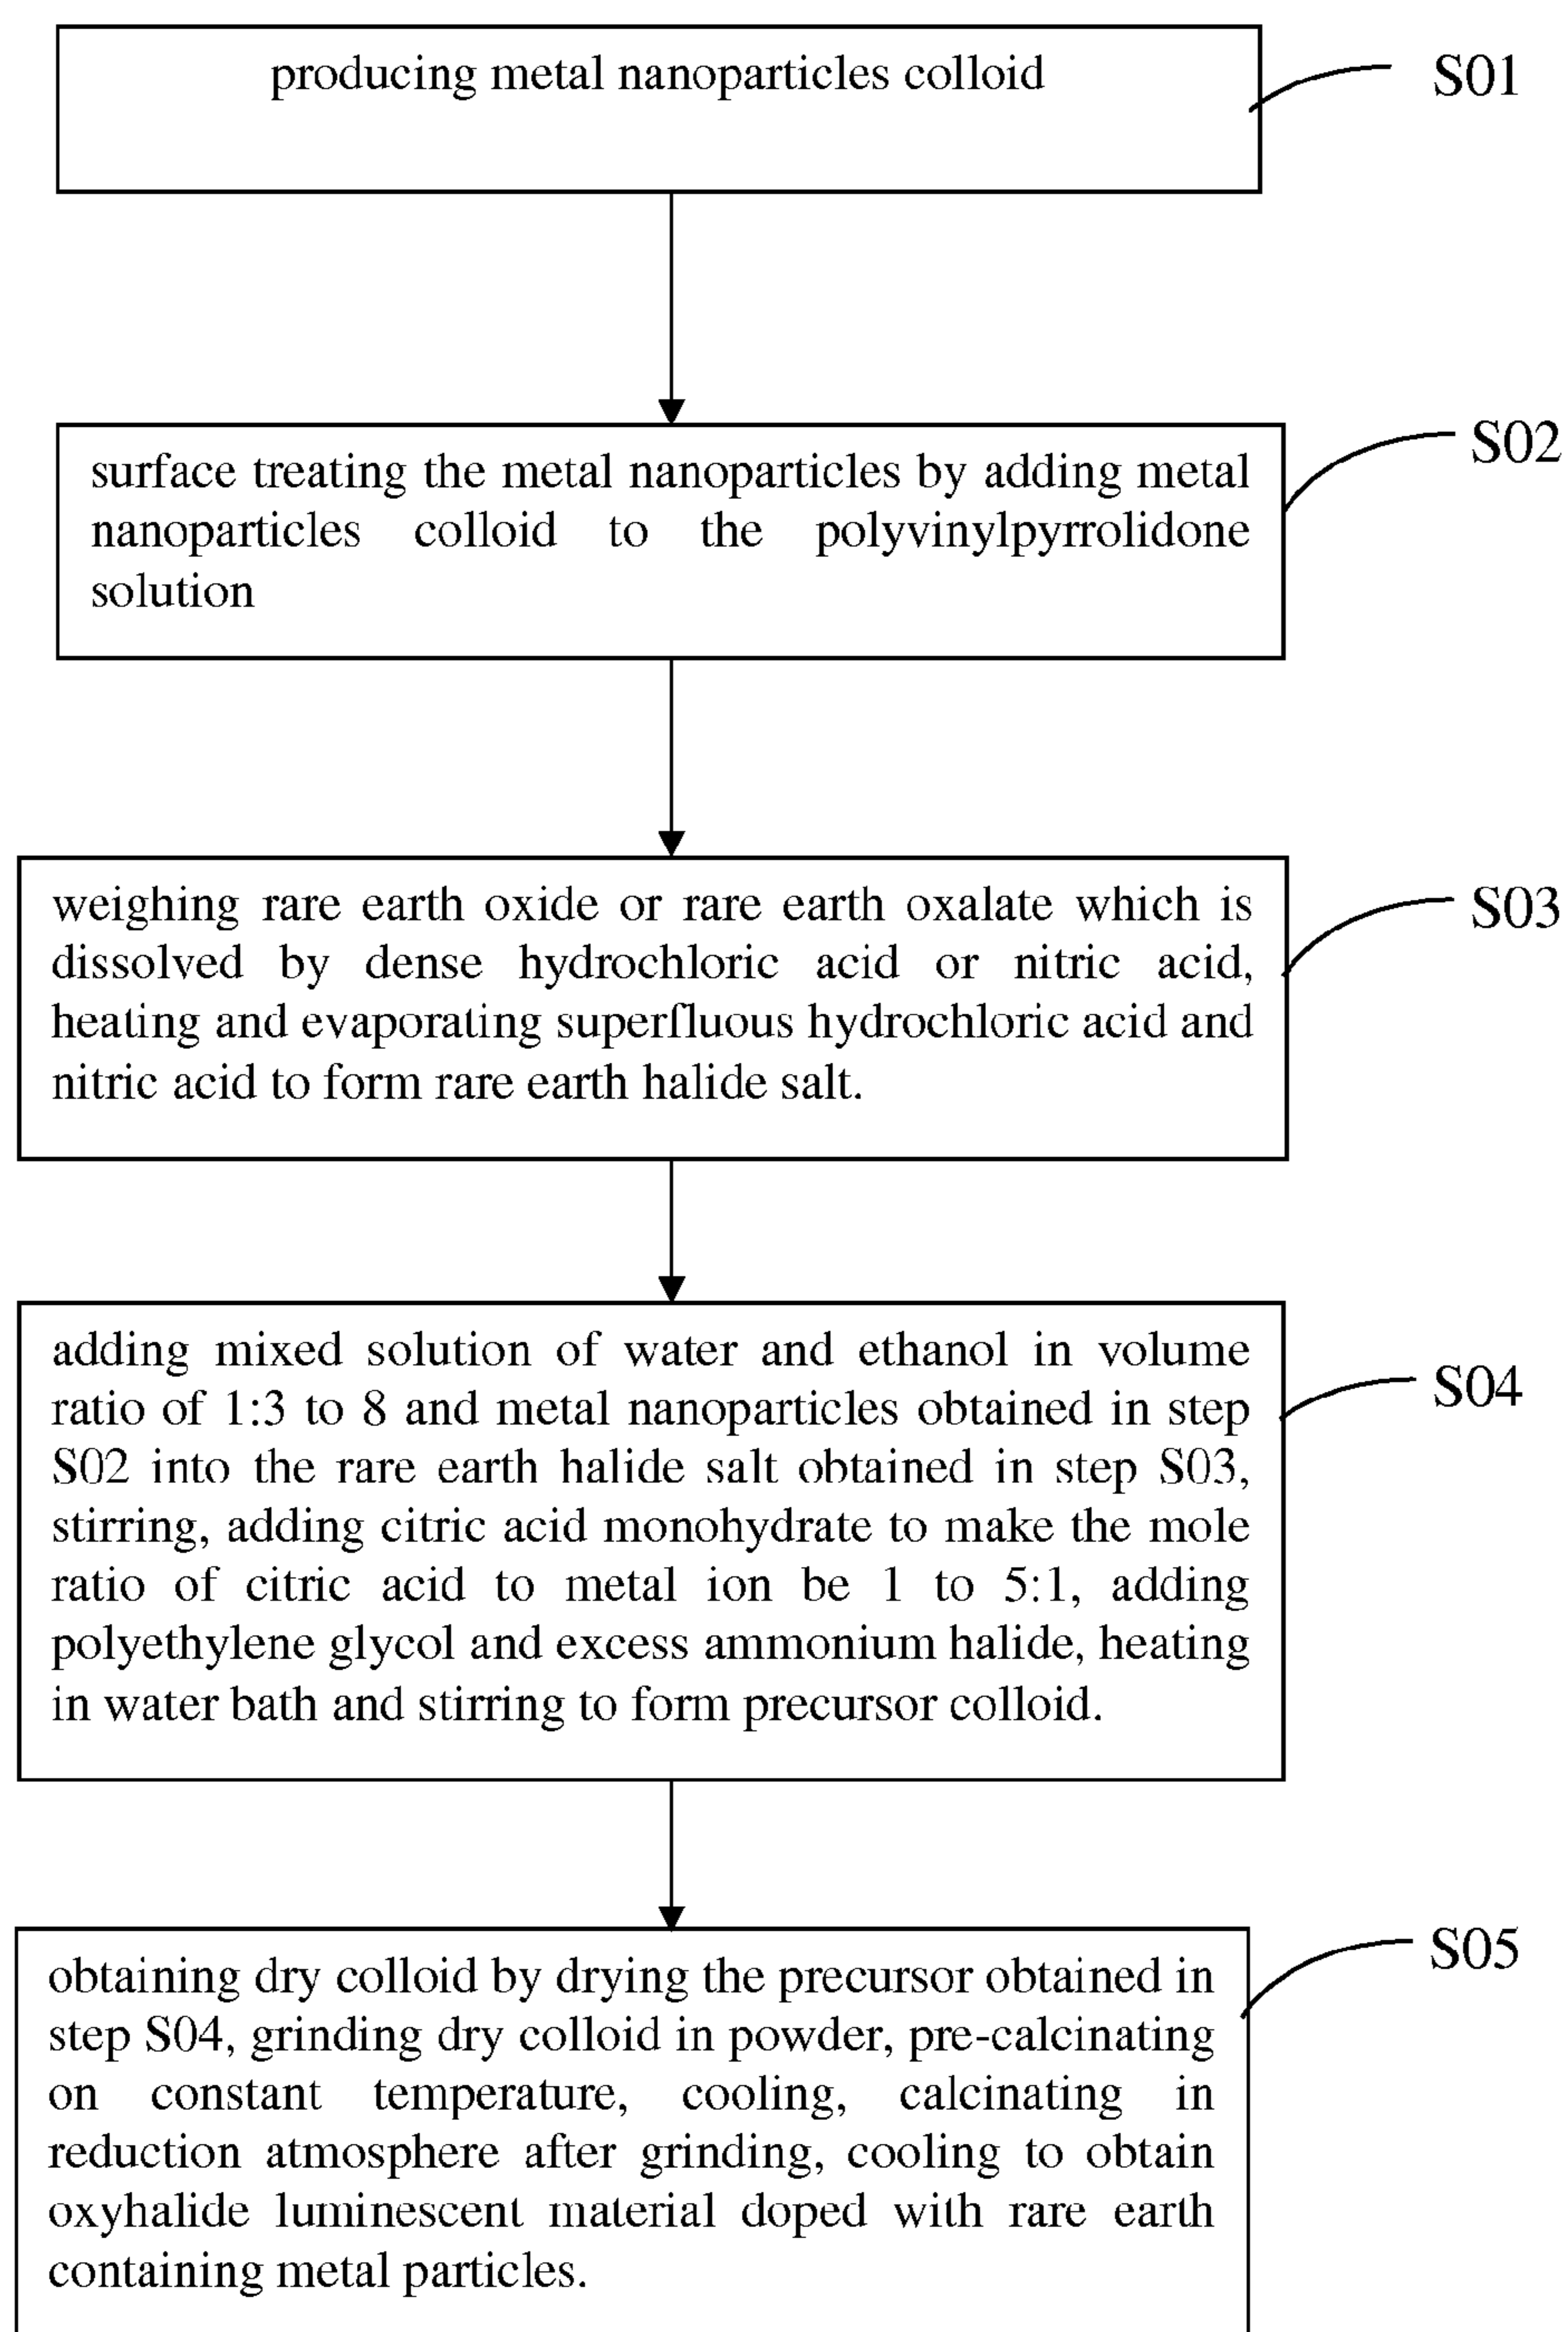 producing metal nanoparticles colloid
S01
surface treating the metal nanoparticles by adding metal
nanoparticles colloid to the polyvinylpyrrolidone
solution
S02
weighing rare earth oxide or rare earth oxalate which is
dissolved by dense hydrochloric acid or nitric acid,
heating and evaporating superfluous hydrochloric acid and
nitric acid to form rare earth halide salt.
S03
adding mixed solution of water and ethanol in volume
ratio of 1:3 to 8 and metal nanoparticles obtained in step
S02 into the rare earth halide salt obtained in step S03,
stirring, adding citric acid monohydrate to make the mole
ratio of citric acid to metal ion be 1 to 5:1, adding
polyethylene glycol and excess ammonium halide, heating
in water bath and stirring to form precursor colloid.
S04
obtaining dry colloid by drying the precursor obtained in
step S04, grinding dry colloid in powder, pre-calcinating
on constant temperature, cooling, calcinating in
reduction atmosphere after grinding, cooling to obtain
oxyhalide luminescent material doped with rare earth
containing metal particles.
S05